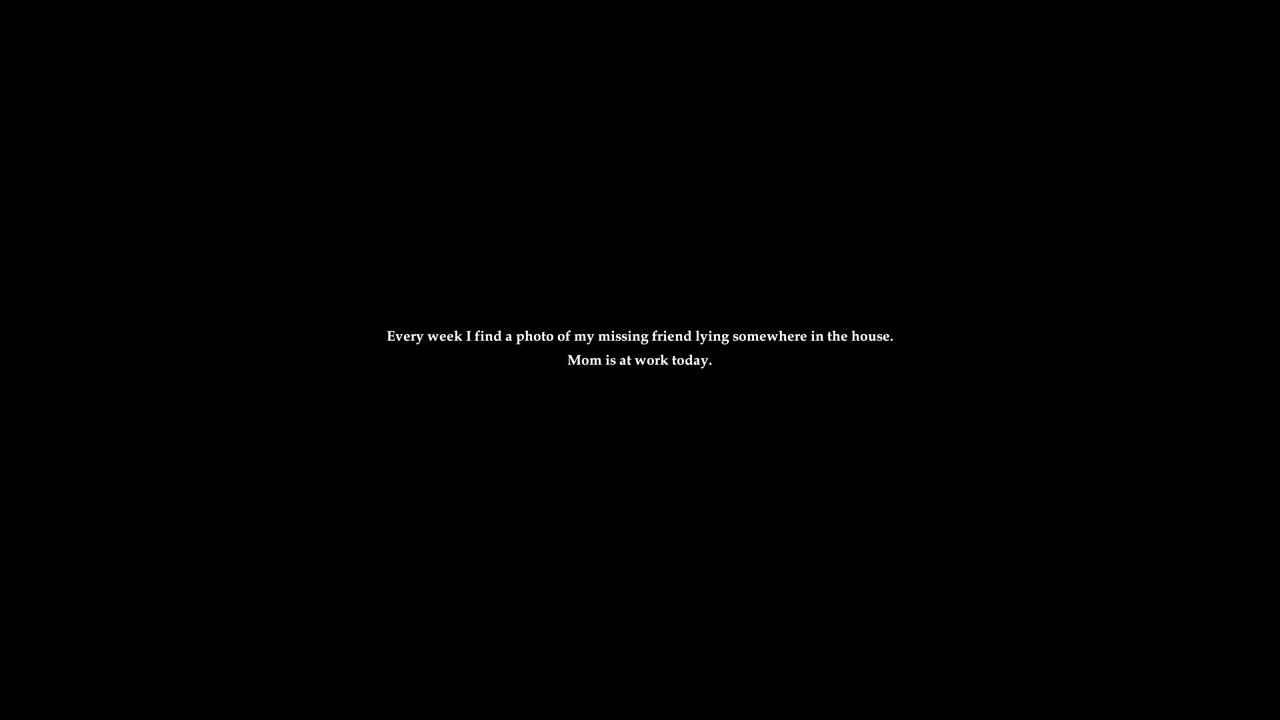 Every week I find a photo of my missing friend lying somewhere in the house.
Mom is at work today.